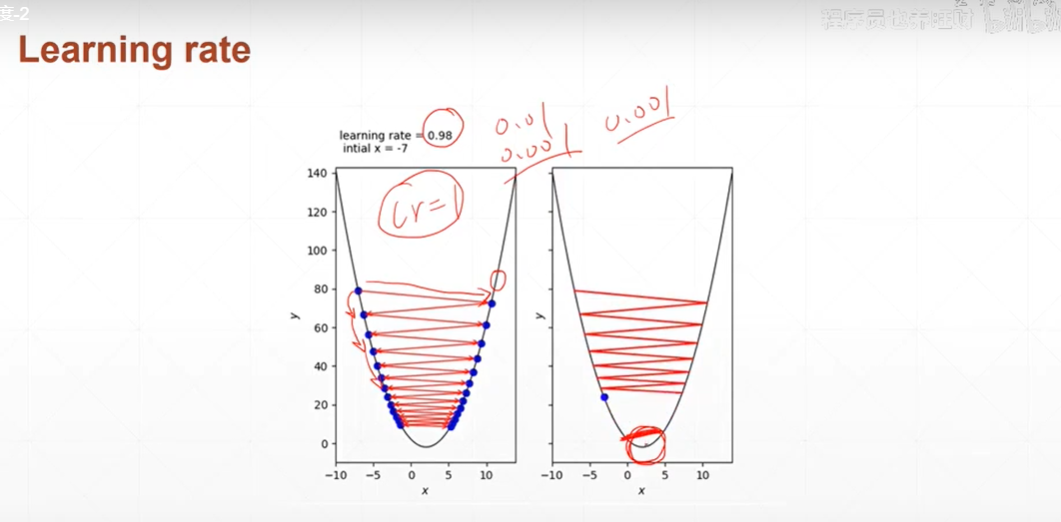 度-2
程序员也养旺财
Learning rate
0.01
0.001
0.001
learning rate = 0.98
intial x = -7
lr=1
140
120
100
80
60
40
20
0
y
−10 −5 0 5 10
x
y
−10 −5 0 5 10
x